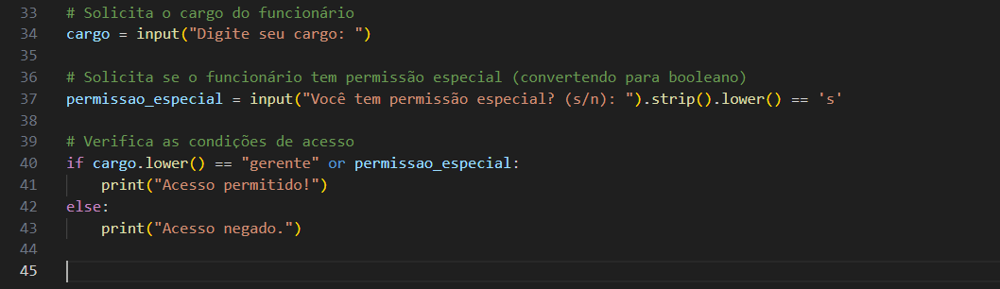 33 # Solicita o cargo do funcionário
34 cargo = input("Digite seu cargo: ")
35
36 # Solicita se o funcionário tem permissão especial (convertendo para booleano)
37 permissao_especial = input("Você tem permissão especial? (s/n): ").strip().lower() == 's'
38
39 # Verifica as condições de acesso
40 if cargo.lower() == "gerente" or permissao_especial:
41     print("Acesso permitido!")
42 else:
43     print("Acesso negado.")
44
45